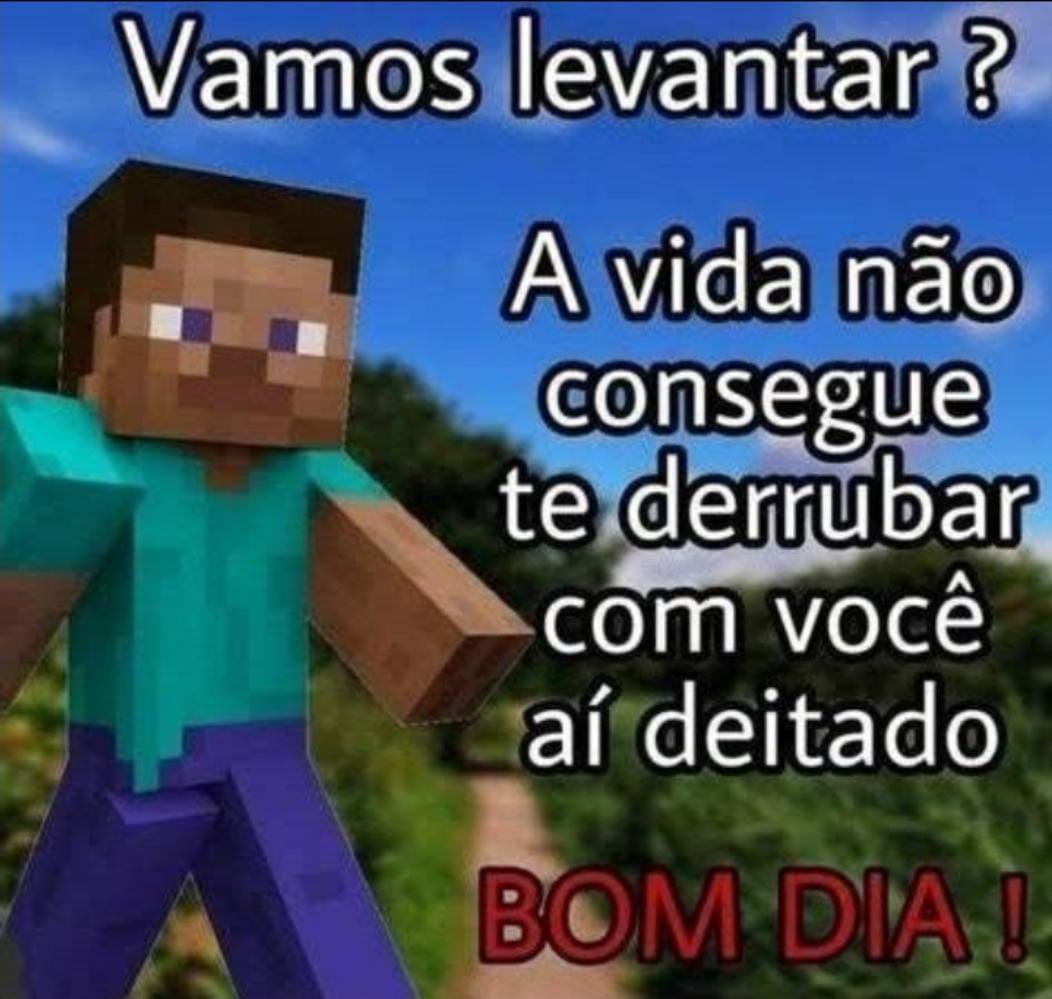 Vamos levantar ?
A vida não
consegue
te derrubar
com você
aí deitado
BOM DIA !